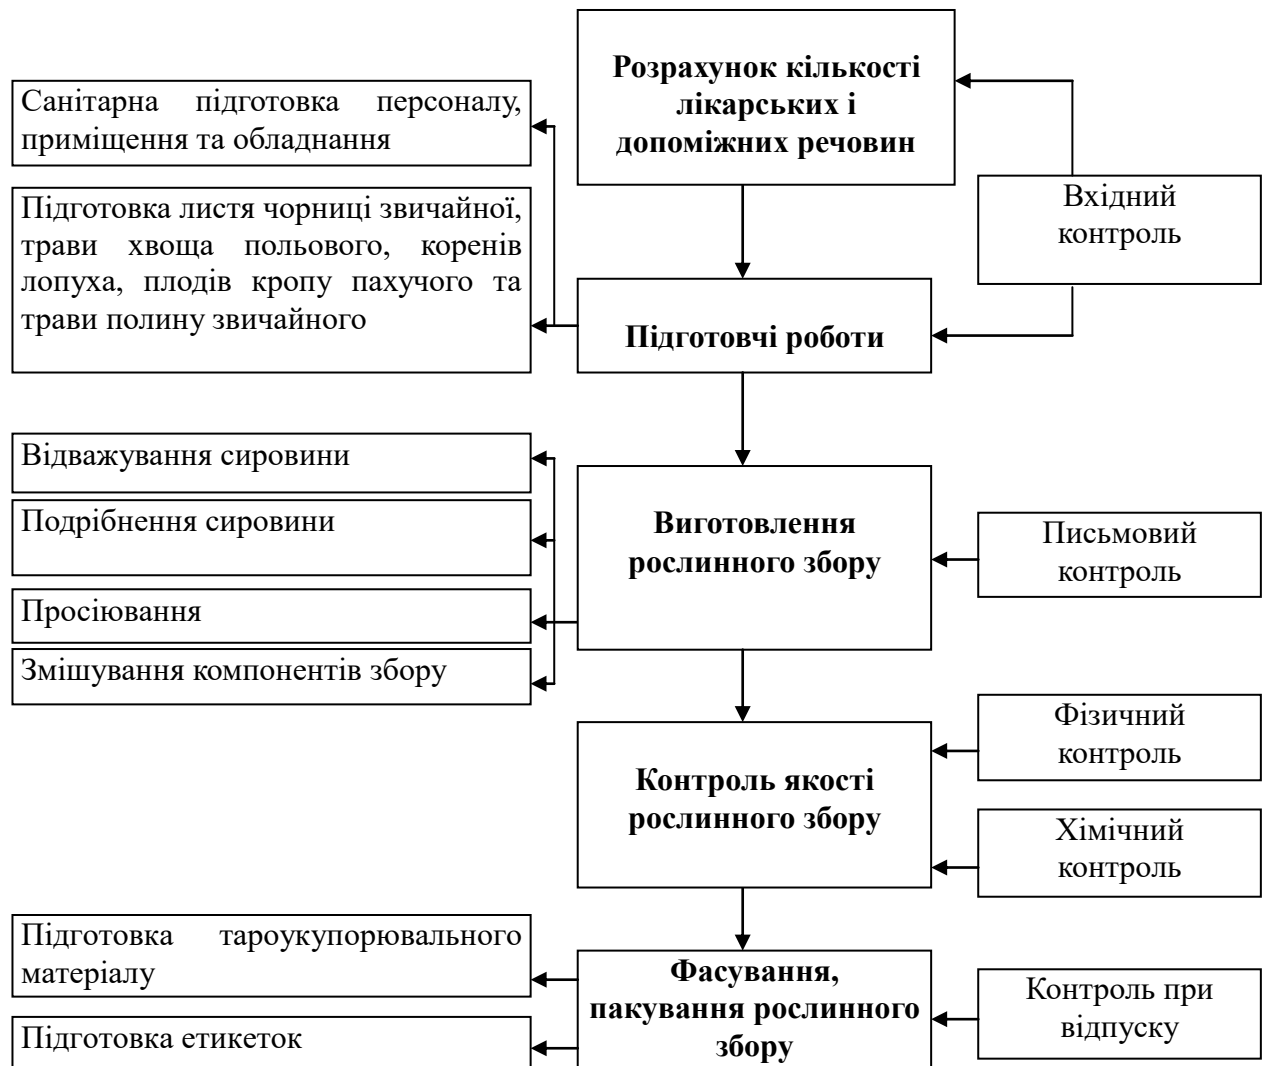 Розрахунок кількості
лікарських і
допоміжних речовин
Санітарна підготовка персоналу,
приміщення та обладнання
Вхідний
контроль
Підготовка листя чорниці звичайної,
трави хвоща польового, коренів
лопуха, плодів кропу пахучого та
трави полину звичайного
Підготовчі роботи
Відважування сировини
Подрібнення сировини
Просіювання
Змішування компонентів збору
Виготовлення
рослинного збору
Письмовий
контроль
Контроль якості
рослинного збору
Фізичний
контроль
Хімічний
контроль
Підготовка тароукупорювального
матеріалу
Підготовка етикеток
Фасування,
пакування рослинного
збору
Контроль при
відпуску